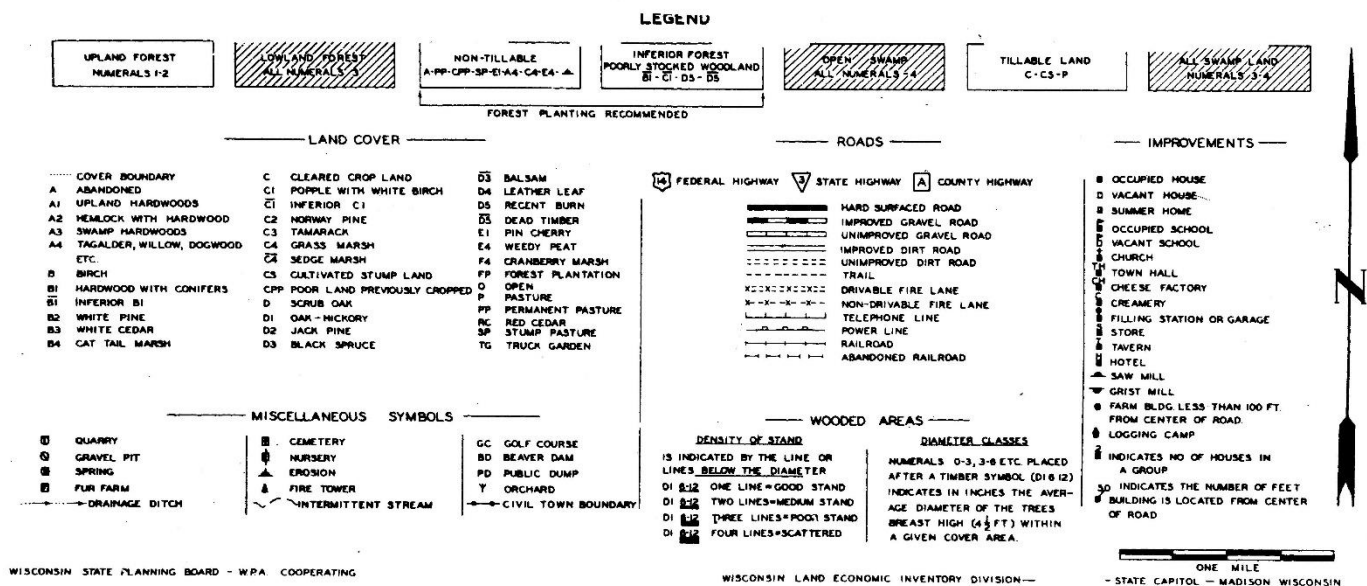 LEGEND
UPLAND FOREST
NUMERALS 1-2
LOWLAND FOREST
ALL NUMERALS 3
NON-TILLABLE
A-PP-CPP-SP-E1-A4-C4-E4-
INFERIOR FOREST
POORLY STOCKED WOODLAND
B1-C1-D5-D5
OPEN SWAMP
ALL NUMERALS-4
TILLABLE LAND
C-CS-P
ALL SWAMP LAND
NUMERALS 3-4
FOREST PLANTING RECOMMENDED
LAND COVER
COVER BOUNDARY
A ABANDONED
A1 UPLAND HARDWOODS
A2 HEMLOCK WITH HARDWOOD
A3 SWAMP HARDWOODS
A4 TAGALDER, WILLOW, DOGWOOD
ETC.
B BIRCH
B1 HARDWOOD WITH CONIFERS
B1 INFERIOR B1
B2 WHITE PINE
B3 WHITE CEDAR
B4 CAT TAIL MARSH
C CLEARED CROP LAND
C1 POPPLE WITH WHITE BIRCH
C1 INFERIOR C1
C2 NORWAY PINE
C3 TAMARACK
C4 GRASS MARSH
C4 SEDGE MARSH
CS CULTIVATED STUMP LAND
CPP POOR LAND PREVIOUSLY CROPPED
D SCRUB OAK
D1 OAK-HICKORY
D2 JACK PINE
D3 BLACK SPRUCE
D3 BALSAM
D4 LEATHER LEAF
D5 RECENT BURN
D5 DEAD TIMBER
E1 PIN CHERRY
E4 WEEDY PEAT
F4 CRANBERRY MARSH
FP FOREST PLANTATION
O OPEN
P PASTURE
PP PERMANENT PASTURE
RC RED CEDAR
SP STUMP PASTURE
TG TRUCK GARDEN
ROADS
14 FEDERAL HIGHWAY 3 STATE HIGHWAY A COUNTY HIGHWAY
HARD SURFACED ROAD
IMPROVED GRAVEL ROAD
UNIMPROVED GRAVEL ROAD
IMPROVED DIRT ROAD
UNIMPROVED DIRT ROAD
TRAIL
DRIVABLE FIRE LANE
NON-DRIVABLE FIRE LANE
TELEPHONE LINE
POWER LINE
RAILROAD
ABANDONED RAILROAD
IMPROVEMENTS
OCCUPIED HOUSE
VACANT HOUSE
SUMMER HOME
OCCUPIED SCHOOL
VACANT SCHOOL
CHURCH
TH TOWN HALL
CH CHEESE FACTORY
C CREAMERY
FILLING STATION OR GARAGE
S STORE
T TAVERN
H HOTEL
SAW MILL
GRIST MILL
FARM BLDG. LESS THAN 100 FT.
FROM CENTER OF ROAD.
LOGGING CAMP
2 INDICATES NO OF HOUSES IN
A GROUP
50 INDICATES THE NUMBER OF FEET
BUILDING IS LOCATED FROM CENTER
OF ROAD
N
MISCELLANEOUS SYMBOLS
QUARRY
GRAVEL PIT
SPRING
FUR FARM
DRAINAGE DITCH
CEMETERY
NURSERY
EROSION
FIRE TOWER
INTERMITTENT STREAM
GC GOLF COURSE
BD BEAVER DAM
PD PUBLIC DUMP
Y ORCHARD
CIVIL TOWN BOUNDARY
WOODED AREAS
DENSITY OF STAND
IS INDICATED BY THE LINE OR
LINES BELOW THE DIAMETER
D1 6-12 ONE LINE=GOOD STAND
D1 6-12 TWO LINES=MEDIUM STAND
D1 6-12 THREE LINES=POOR STAND
D1 6-12 FOUR LINES=SCATTERED
DIAMETER CLASSES
NUMERALS 0-3, 3-6 ETC. PLACED
AFTER A TIMBER SYMBOL (D1 6 12)
INDICATES IN INCHES THE AVER-
AGE DIAMETER OF THE TREES
BREAST HIGH (4½ FT) WITHIN
A GIVEN COVER AREA.
ONE MILE
WISCONSIN STATE PLANNING BOARD - W.P.A. COOPERATING
WISCONSIN LAND ECONOMIC INVENTORY DIVISION—
- STATE CAPITOL - MADISON WISCONSIN